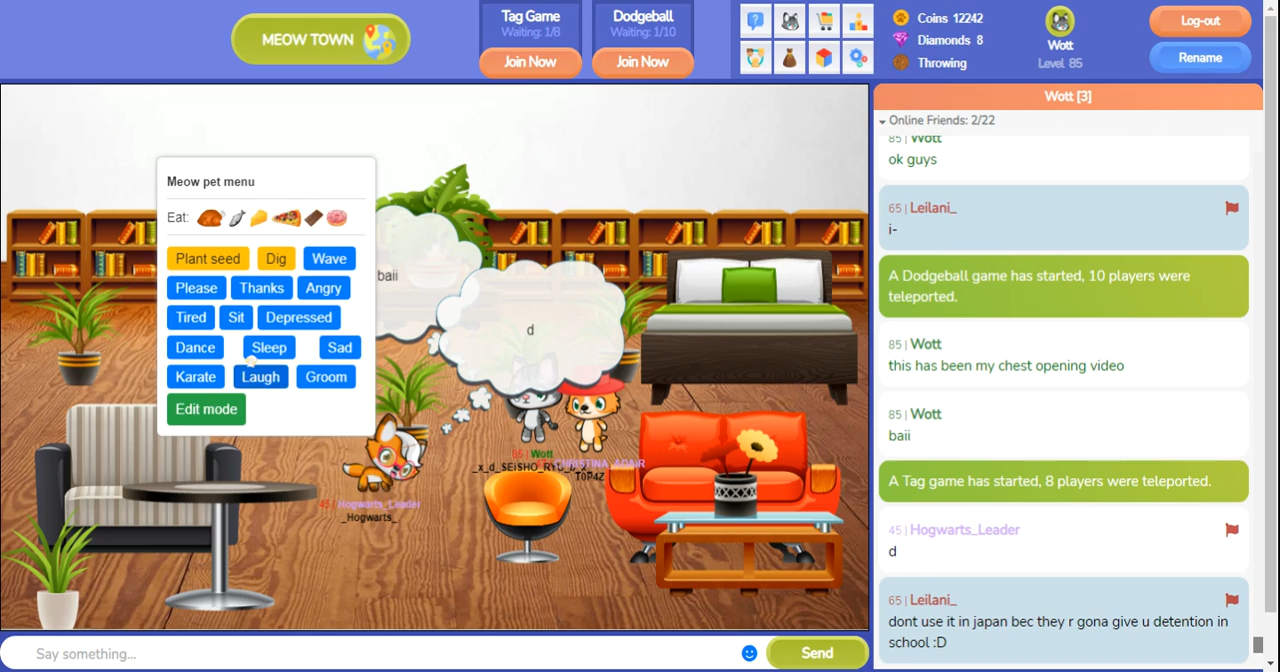 MEOW TOWN
Tag Game
Waiting: 1/8
Join Now
Dodgeball
Waiting: 1/10
Join Now
Coins 12242
Diamonds 8
Throwing
Wott
Level 85
Log-out
Rename
Meow pet menu
Eat:
Plant seed Dig Wave
Please Thanks Angry
Tired Sit Depressed
Dance Sleep Sad
Karate Laugh Groom
Edit mode
baii
d
85 | Wott
T0P4Z
45 | Hogwarts_Leader
_Hogwarts_
Say something...
Send
Wott [3]
Online Friends: 2/22
85 | Wott
ok guys
65 | Leilani_
i-
A Dodgeball game has started, 10 players were
teleported.
85 | Wott
this has been my chest opening video
85 | Wott
baii
A Tag game has started, 8 players were teleported.
45 | Hogwarts_Leader
d
65 | Leilani_
dont use it in japan bec they r gona give u detention in
school :D